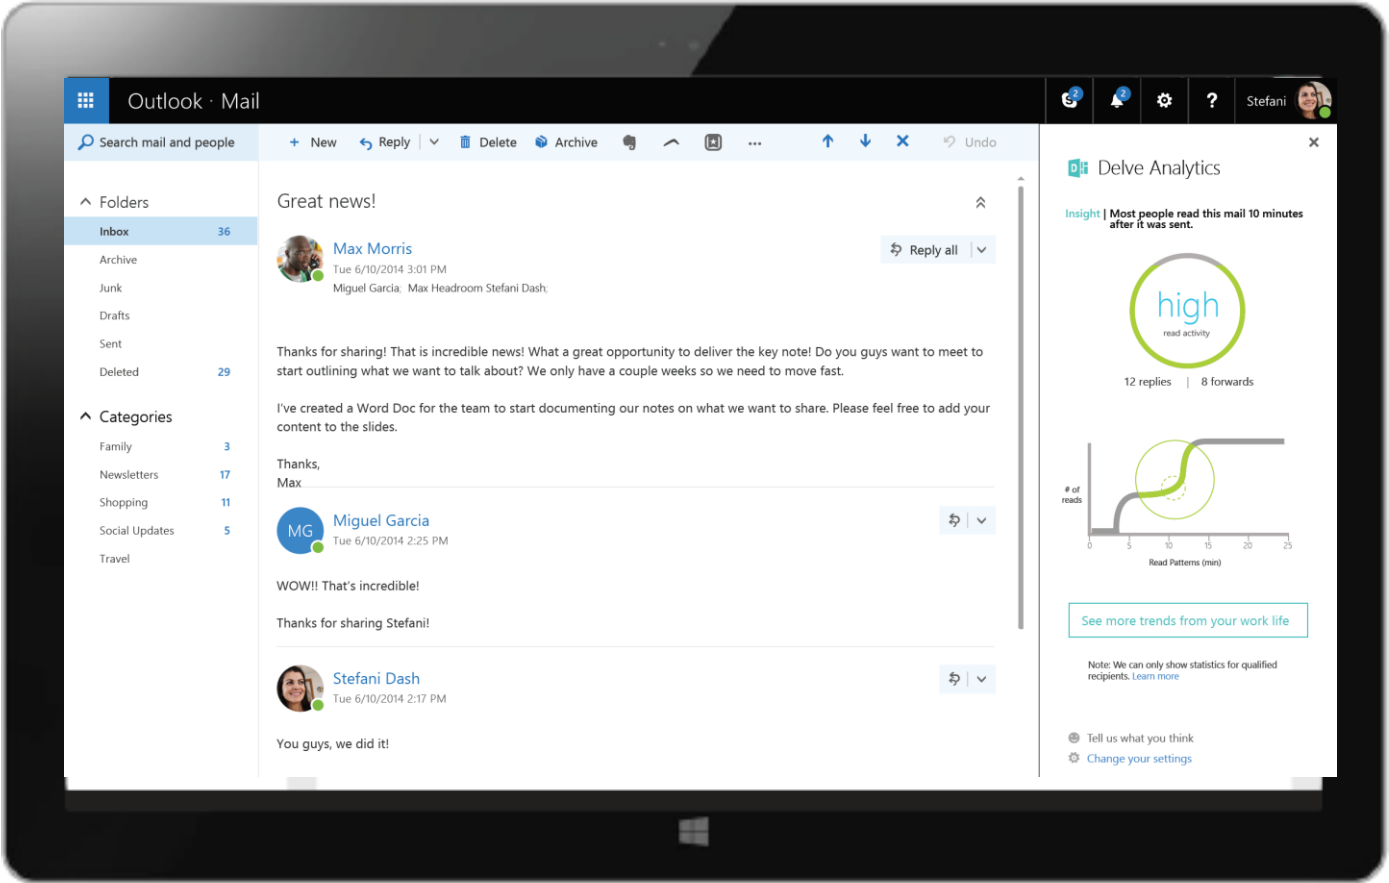 Outlook · Mail
2
2
?
Stefani
Search mail and people
+ New
Reply
Delete
Archive
...
Undo
Folders
Inbox 36
Archive
Junk
Drafts
Sent
Deleted 29
Categories
Family 3
Newsletters 17
Shopping 11
Social Updates 5
Travel
Great news!
Max Morris
Tue 6/10/2014 3:01 PM
Miguel Garcia; Max Headroom Stefani Dash;
Reply all
Thanks for sharing! That is incredible news! What a great opportunity to deliver the key note! Do you guys want to meet to
start outlining what we want to talk about? We only have a couple weeks so we need to move fast.
I've created a Word Doc for the team to start documenting our notes on what we want to share. Please feel free to add your
content to the slides.
Thanks,
Max
MG
Miguel Garcia
Tue 6/10/2014 2:25 PM
WOW!! That's incredible!
Thanks for sharing Stefani!
Stefani Dash
Tue 6/10/2014 2:17 PM
You guys, we did it!
Delve Analytics
Insight | Most people read this mail 10 minutes
after it was sent.
high
read activity
12 replies | 8 forwards
# of
reads
0 5 10 15 20 25
Read Patterns (min)
See more trends from your work life
Note: We can only show statistics for qualified
recipients. Learn more
Tell us what you think
Change your settings